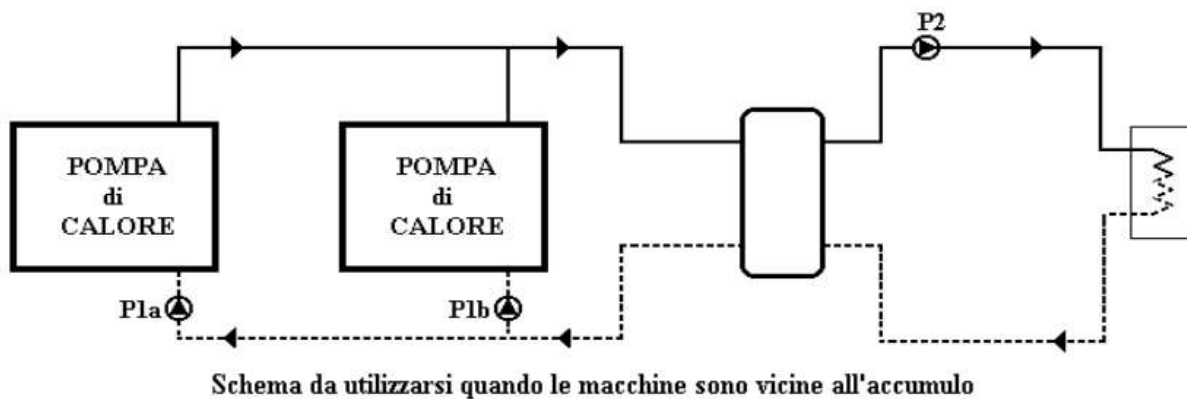 P2
POMPA
di
CALORE
POMPA
di
CALORE
P1a
P1b
Schema da utilizzarsi quando le macchine sono vicine all'accumulo